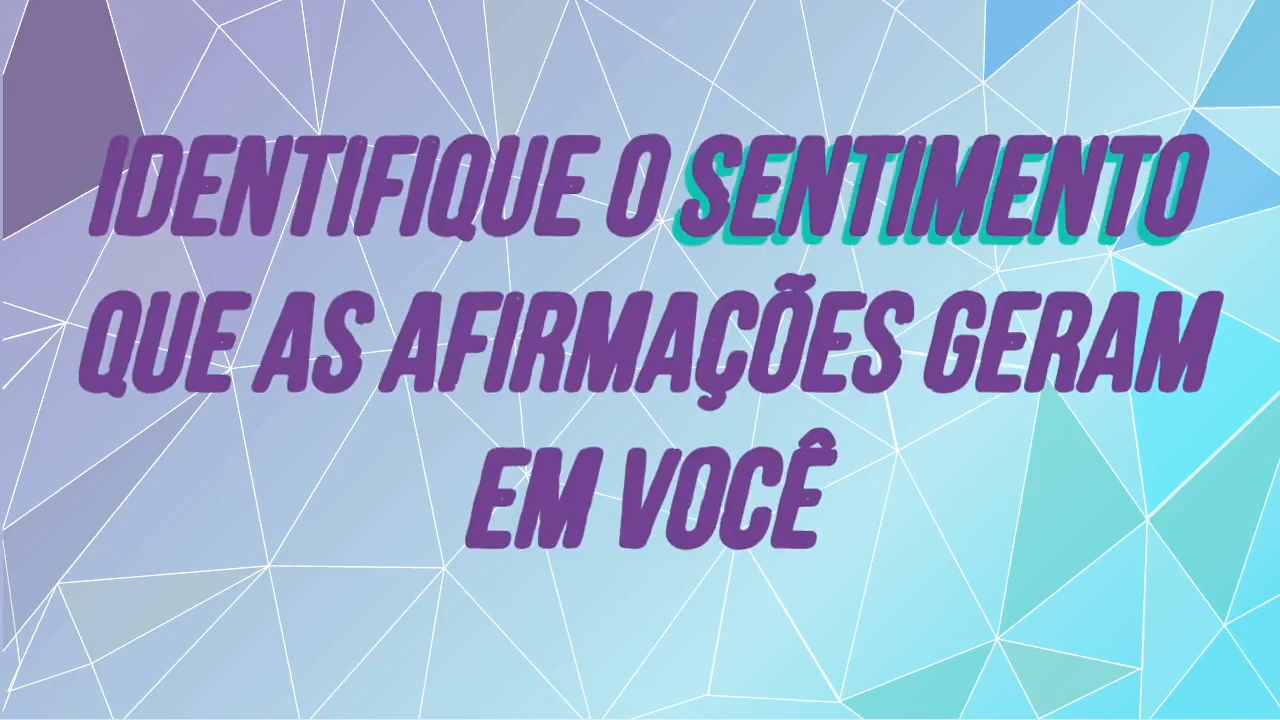 IDENTIFIQUE O SENTIMENTO
QUE AS AFIRMAÇÕES GERAM
EM VOCÊ